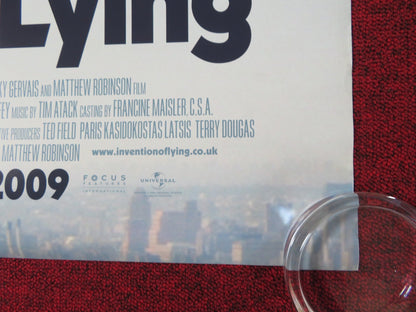 Lying
KY GERVAIS AND MATTHEW ROBINSON FILM
FEY MUSIC BY TIM ATACK CASTING BY FRANCINE MAISLER, C.S.A.
TIVE PRODUCERS TED FIELD PARIS KASIDOKOSTAS LATSIS TERRY DOUGAS
MATTHEW ROBINSON www.inventionoflying.co.uk
2009
FOCUS
FEATURES
INTERNATIONAL
UNIVERSAL